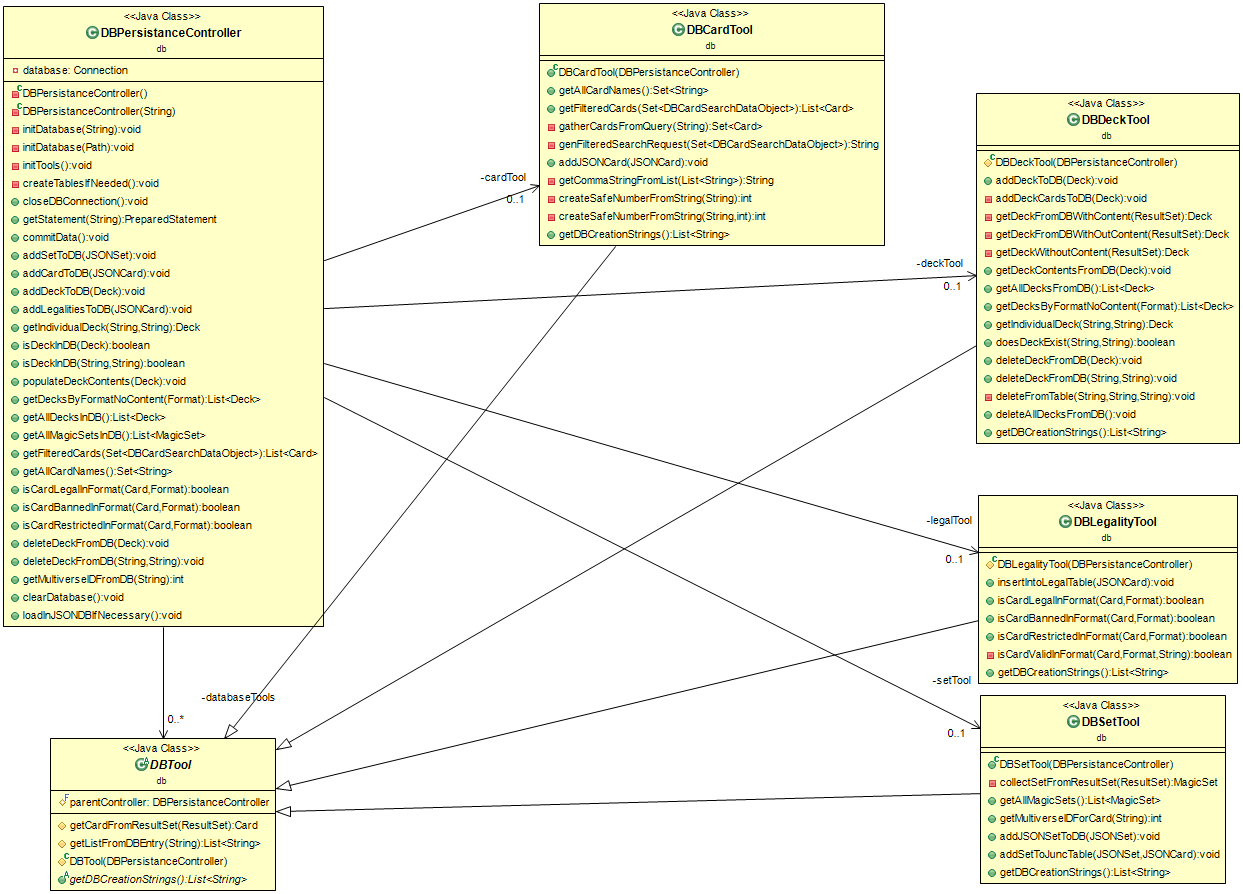 <<Java Class>>
DBPersistanceController
db
database: Connection
DBPersistanceController()
DBPersistanceController(String)
initDatabase(String):void
initDatabase(Path):void
initTools():void
createTablesIfNeeded():void
closeDBConnection():void
getStatement(String):PreparedStatement
commitData():void
addSetToDB(JSONSet):void
addCardToDB(JSONCard):void
addDeckToDB(Deck):void
addLegalitiesToDB(JSONCard):void
getIndividualDeck(String,String):Deck
isDeckInDB(Deck):boolean
isDeckInDB(String,String):boolean
populateDeckContents(Deck):void
getDecksByFormatNoContent(Format):List<Deck>
getAllDecksInDB():List<Deck>
getAllMagicSetsInDB():List<MagicSet>
getFilteredCards(Set<DBCardSearchDataObject>):List<Card>
getAllCardNames():Set<String>
isCardLegalInFormat(Card,Format):boolean
isCardBannedInFormat(Card,Format):boolean
isCardRestrictedInFormat(Card,Format):boolean
deleteDeckFromDB(Deck):void
deleteDeckFromDB(String,String):void
getMultiverseIDFromDB(String):int
clearDatabase():void
loadInJSONDBIfNecessary():void
<<Java Class>>
DBCardTool
db
DBCardTool(DBPersistanceController)
getAllCardNames():Set<String>
getFilteredCards(Set<DBCardSearchDataObject>):List<Card>
gatherCardsFromQuery(String):Set<Card>
genFilteredSearchRequest(Set<DBCardSearchDataObject>):String
addJSONCard(JSONCard):void
getCommaStringFromList(List<String>):String
createSafeNumberFromString(String):int
createSafeNumberFromString(String,int):int
getDBCreationStrings():List<String>
<<Java Class>>
DBDeckTool
db
DBDeckTool(DBPersistanceController)
addDeckToDB(Deck):void
addDeckCardsToDB(Deck):void
getDeckFromDBWithContent(ResultSet):Deck
getDeckFromDBWithOutContent(ResultSet):Deck
getDeckWithoutContent(ResultSet):Deck
getDeckContentsFromDB(Deck):void
getAllDecksFromDB():List<Deck>
getDecksByFormatNoContent(Format):List<Deck>
getIndividualDeck(String,String):Deck
doesDeckExist(String,String):boolean
deleteDeckFromDB(Deck):void
deleteDeckFromDB(String,String):void
deleteFromTable(String,String,String):void
deleteAllDecksFromDB():void
getDBCreationStrings():List<String>
-cardTool
0..1
-deckTool
0..1
-legalTool
0..1
-setTool
0..1
-databaseTools
0..*
<<Java Class>>
DBLegalityTool
db
DBLegalityTool(DBPersistanceController)
insertIntoLegalTable(JSONCard):void
isCardLegalInFormat(Card,Format):boolean
isCardBannedInFormat(Card,Format):boolean
isCardRestrictedInFormat(Card,Format):boolean
isCardValidInFormat(Card,Format,String):boolean
getDBCreationStrings():List<String>
<<Java Class>>
DBSetTool
db
DBSetTool(DBPersistanceController)
collectSetFromResultSet(ResultSet):MagicSet
getAllMagicSets():List<MagicSet>
getMultiverseIDForCard(String):int
addJSONSetToDB(JSONSet):void
addSetToJuncTable(JSONSet,JSONCard):void
getDBCreationStrings():List<String>
<<Java Class>>
DBTool
db
parentController: DBPersistanceController
getCardFromResultSet(ResultSet):Card
getListFromDBEntry(String):List<String>
DBTool(DBPersistanceController)
getDBCreationStrings():List<String>